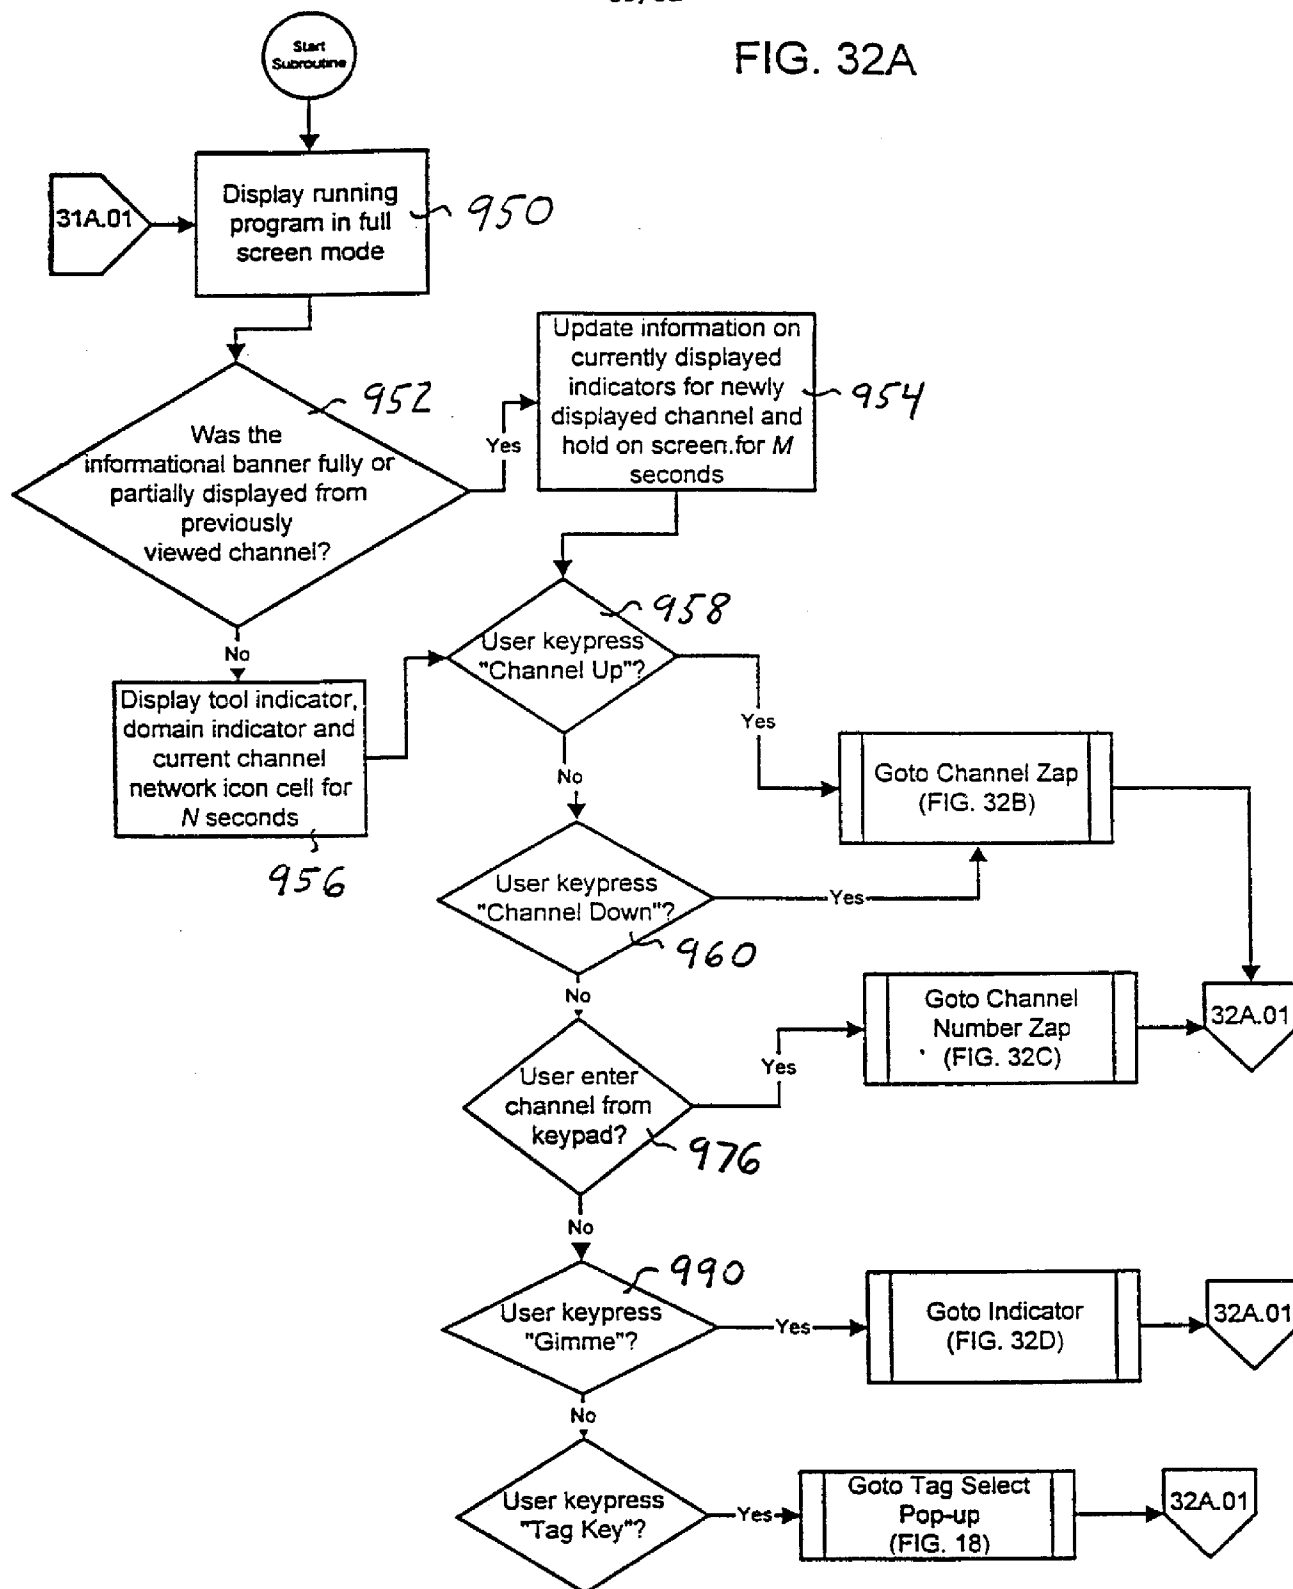 FIG. 32A
Start
Subroutine
31A.01
Display running
program in full
screen mode
950
Update information on
currently displayed
indicators for newly
displayed channel and
hold on screen for M
seconds
954
952
Was the
informational banner fully or
partially displayed from
previously
viewed channel?
Yes
No
Display tool indicator,
domain indicator and
current channel
network icon cell for
N seconds
956
958
User keypress
"Channel Up"?
Yes
No
Goto Channel Zap
(FIG. 32B)
User keypress
"Channel Down"?
960
Yes
No
User enter
channel from
keypad?
976
Yes
Goto Channel
Number Zap
(FIG. 32C)
32A.01
No
990
User keypress
"Gimme"?
Yes
Goto Indicator
(FIG. 32D)
32A.01
No
User keypress
"Tag Key"?
Yes
Goto Tag Select
Pop-up
(FIG. 18)
32A.01